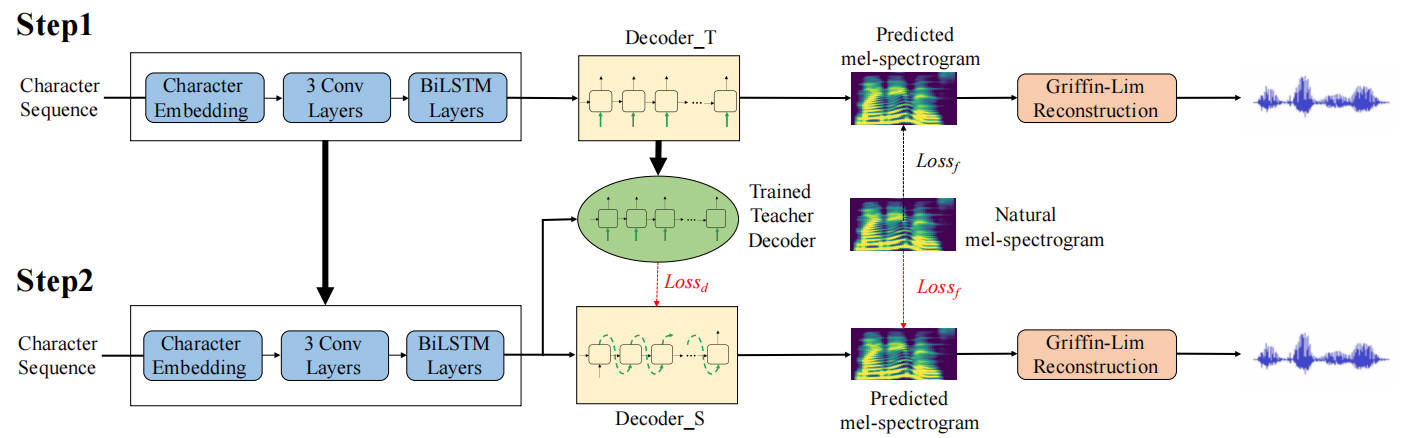 Step1
Character
Sequence
Character
Embedding
3 Conv
Layers
BiLSTM
Layers
Decoder_T
Predicted
mel-spectrogram
Griffin-Lim
Reconstruction
Loss_f
Trained
Teacher
Decoder
Natural
mel-spectrogram
Step2
Loss_d
Loss_f
Character
Sequence
Character
Embedding
3 Conv
Layers
BiLSTM
Layers
Decoder_S
Predicted
mel-spectrogram
Griffin-Lim
Reconstruction